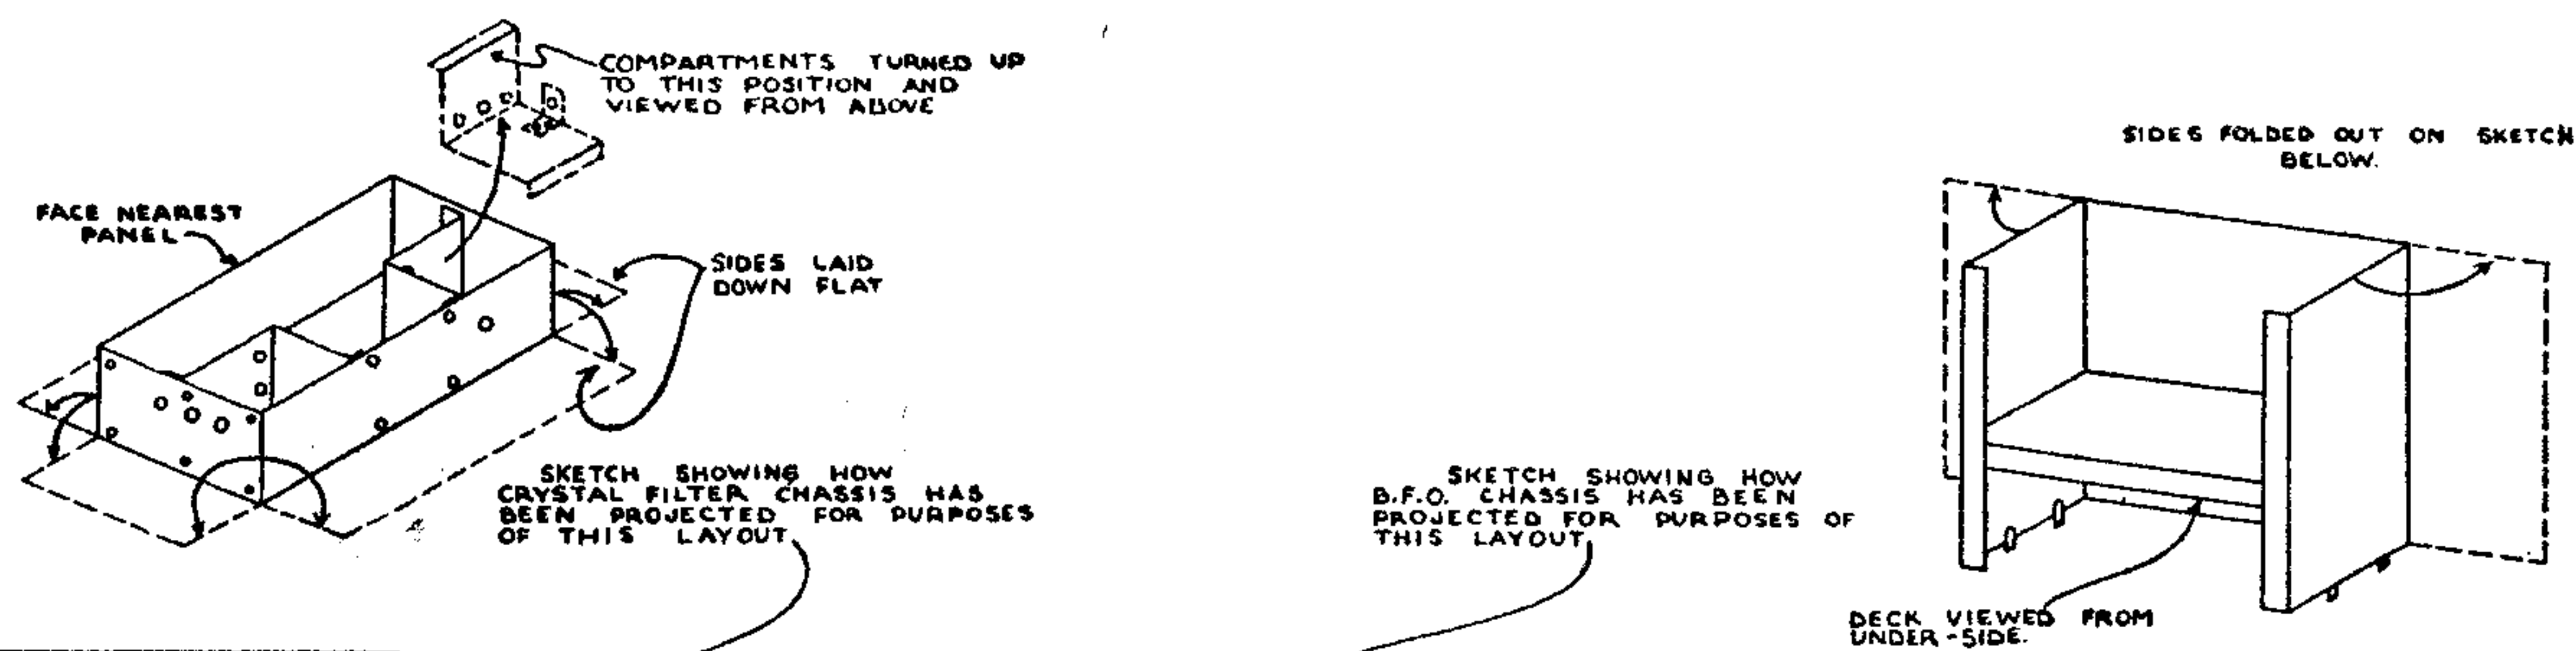 COMPARTMENTS TURNED UP
TO THIS POSITION AND
VIEWED FROM ABOVE
FACE NEAREST
PANEL
SIDES LAID
DOWN FLAT
SKETCH SHOWING HOW
CRYSTAL FILTER CHASSIS HAS
BEEN PROJECTED FOR PURPOSES
OF THIS LAYOUT
SIDES FOLDED OUT ON SKETCH
BELOW.
SKETCH SHOWING HOW
B.F.O. CHASSIS HAS BEEN
PROJECTED FOR PURPOSES OF
THIS LAYOUT
DECK VIEWED FROM
UNDER-SIDE.